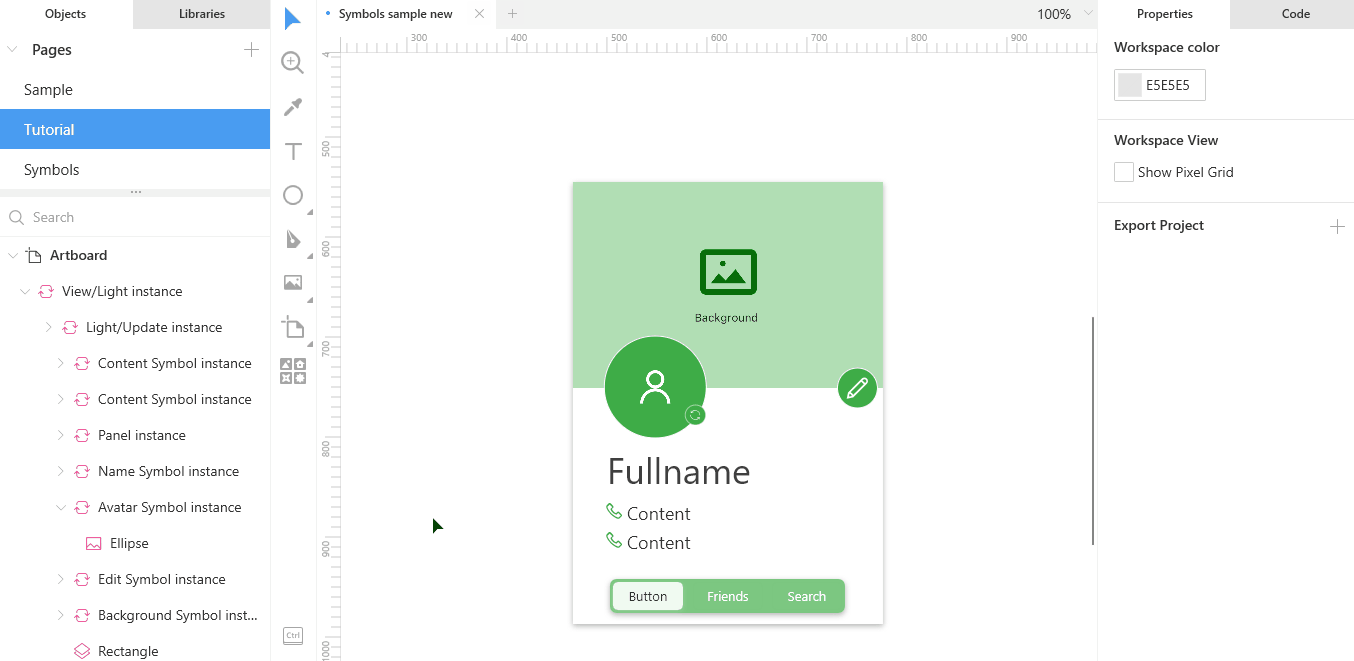 Objects
Libraries
Symbols sample new
100%
Properties
Code
Pages
Sample
Tutorial
Symbols
Search
Artboard
View/Light instance
Light/Update instance
Content Symbol instance
Content Symbol instance
Panel instance
Name Symbol instance
Avatar Symbol instance
Ellipse
Edit Symbol instance
Background Symbol inst...
Rectangle
Ctrl
300 400 500 600 700 800 900
4
500
600
700
800
900
1000
Background
Fullname
Content
Content
Button Friends Search
Workspace color
E5E5E5
Workspace View
Show Pixel Grid
Export Project